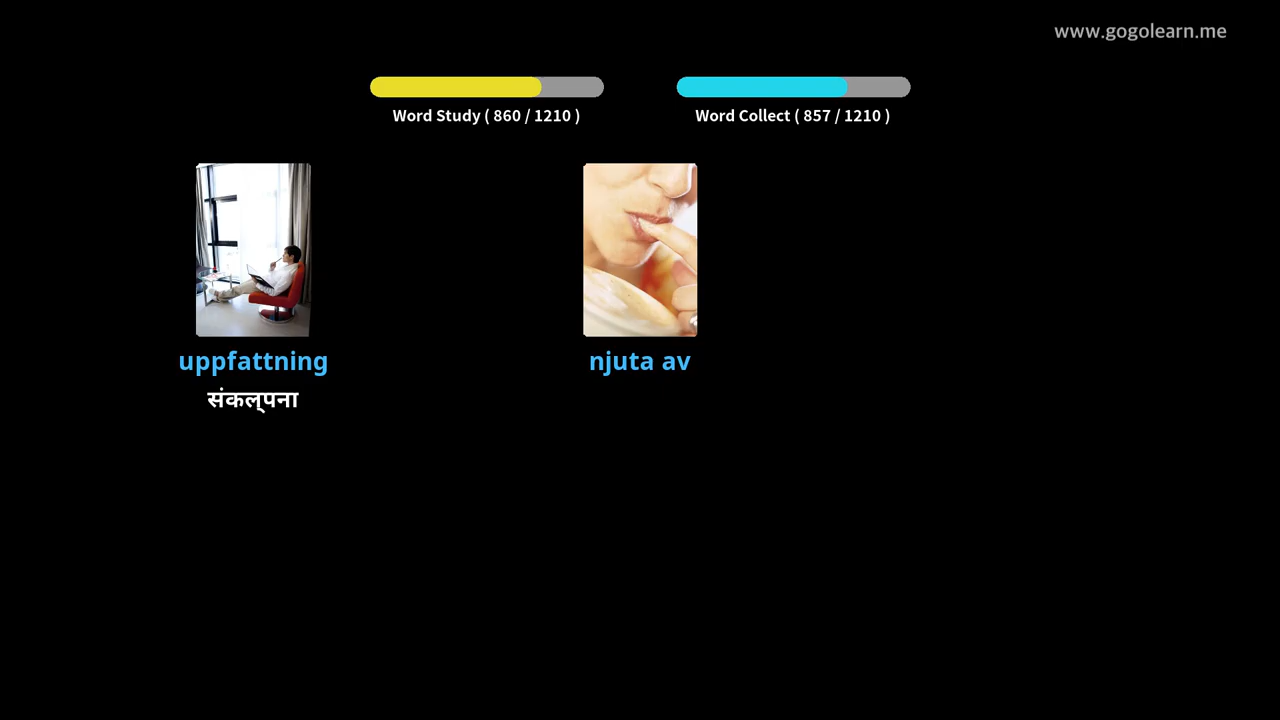 www.gogolearn.me
Word Study ( 860 / 1210 )
Word Collect ( 857 / 1210 )
uppfattning
njuta av
संकल्पना